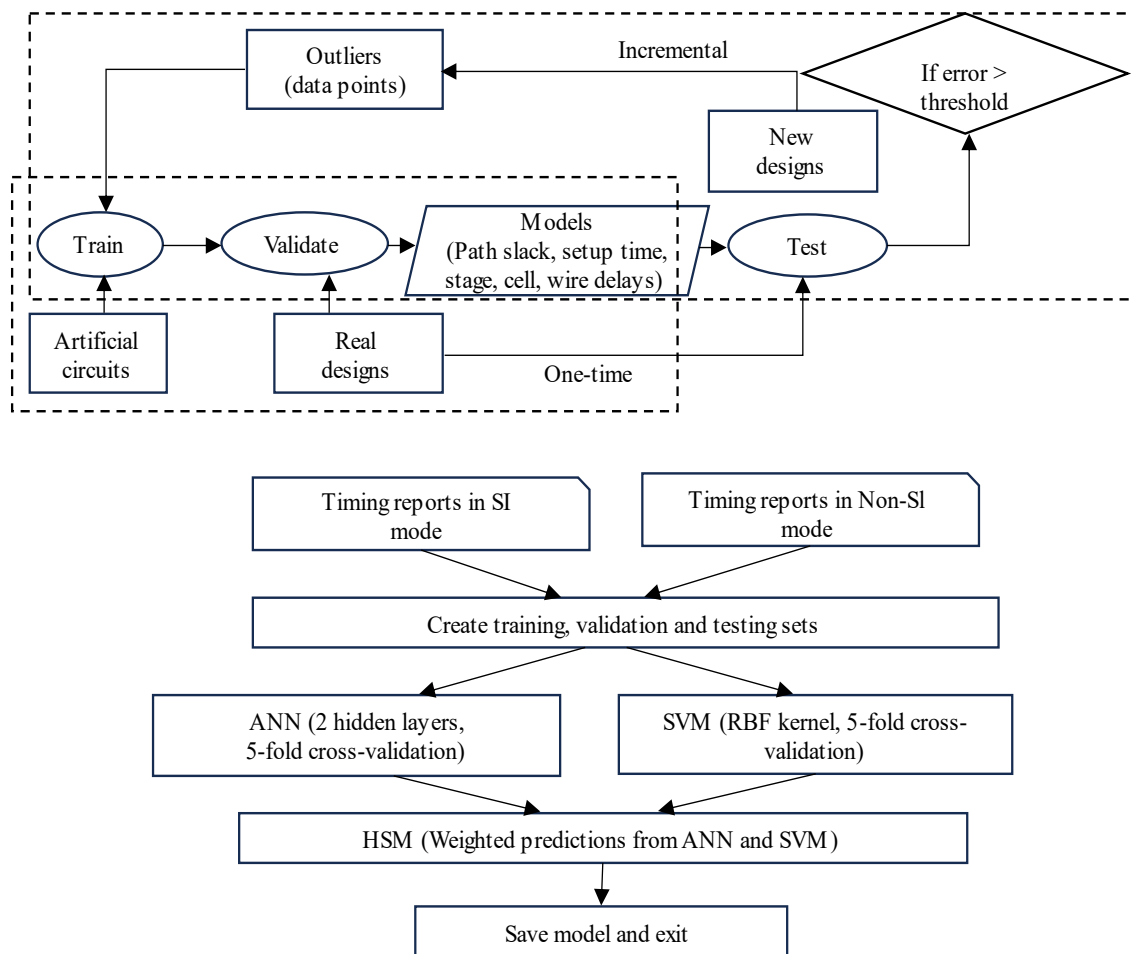 Outliers
(data points)
Incremental
If error >
threshold
New
designs
Train
Validate
Models
(Path slack, setup time,
stage, cell, wire delays)
Test
Artificial
circuits
Real
designs
One-time
Timing reports in SI
mode
Timing reports in Non-SI
mode
Create training, validation and testing sets
ANN (2 hidden layers,
5-fold cross-validation)
SVM (RBF kernel, 5-fold cross-
validation)
HSM (Weighted predictions from ANN and SVM)
Save model and exit